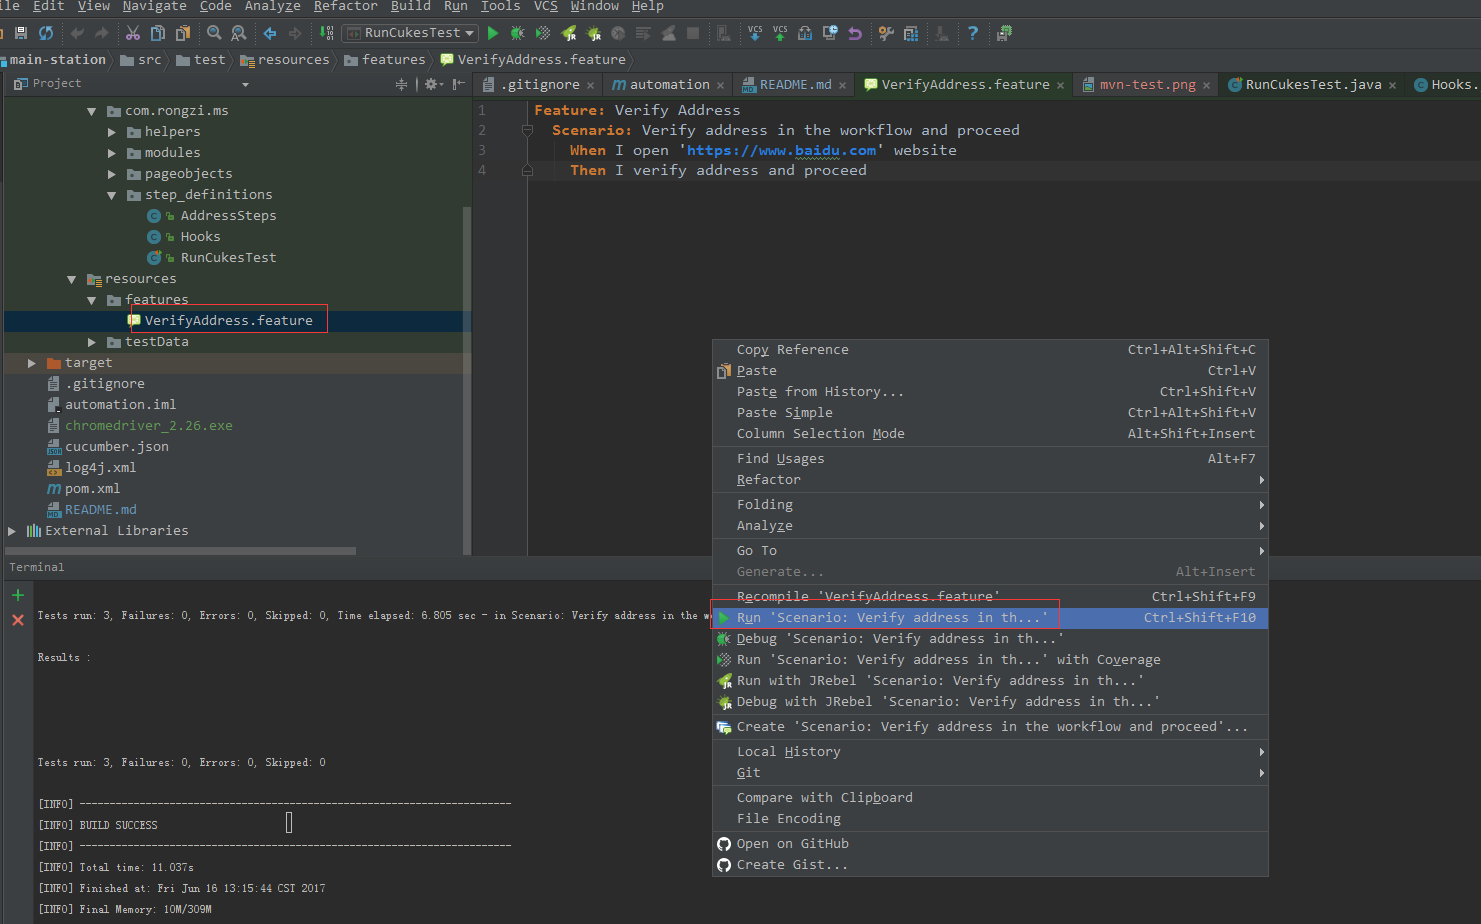 ile Edit View Navigate Code Analyze Refactor Build Run Tools VCS Window Help
RunCukesTest
VCS VCS
main-station src test resources features VerifyAddress.feature
Project
.gitignore automation README.md VerifyAddress.feature mvn-test.png RunCukesTest.java Hooks.
com.rongzi.ms
helpers
modules
pageobjects
step_definitions
AddressSteps
Hooks
RunCukesTest
resources
features
VerifyAddress.feature
testData
target
.gitignore
automation.iml
chromedriver_2.26.exe
cucumber.json
log4j.xml
pom.xml
README.md
External Libraries
1 Feature: Verify Address
2 Scenario: Verify address in the workflow and proceed
3 When I open 'https://www.baidu.com' website
4 Then I verify address and proceed
Copy Reference Ctrl+Alt+Shift+C
Paste Ctrl+V
Paste from History... Ctrl+Shift+V
Paste Simple Ctrl+Alt+Shift+V
Column Selection Mode Alt+Shift+Insert
Find Usages Alt+F7
Refactor
Folding
Analyze
Go To
Generate... Alt+Insert
Recompile 'VerifyAddress.feature' Ctrl+Shift+F9
Run 'Scenario: Verify address in th...' Ctrl+Shift+F10
Debug 'Scenario: Verify address in th...'
Run 'Scenario: Verify address in th...' with Coverage
Run with JRebel 'Scenario: Verify address in th...'
Debug with JRebel 'Scenario: Verify address in th...'
Create 'Scenario: Verify address in the workflow and proceed'...
Local History
Git
Compare with Clipboard
File Encoding
Open on GitHub
Create Gist...
Terminal
Tests run: 3, Failures: 0, Errors: 0, Skipped: 0, Time elapsed: 6.805 sec - in Scenario: Verify address in the w
Results :
Tests run: 3, Failures: 0, Errors: 0, Skipped: 0
[INFO] ------------------------------------------------------------------------
[INFO] BUILD SUCCESS
[INFO] ------------------------------------------------------------------------
[INFO] Total time: 11.037s
[INFO] Finished at: Fri Jun 16 13:15:44 CST 2017
[INFO] Final Memory: 10M/309M